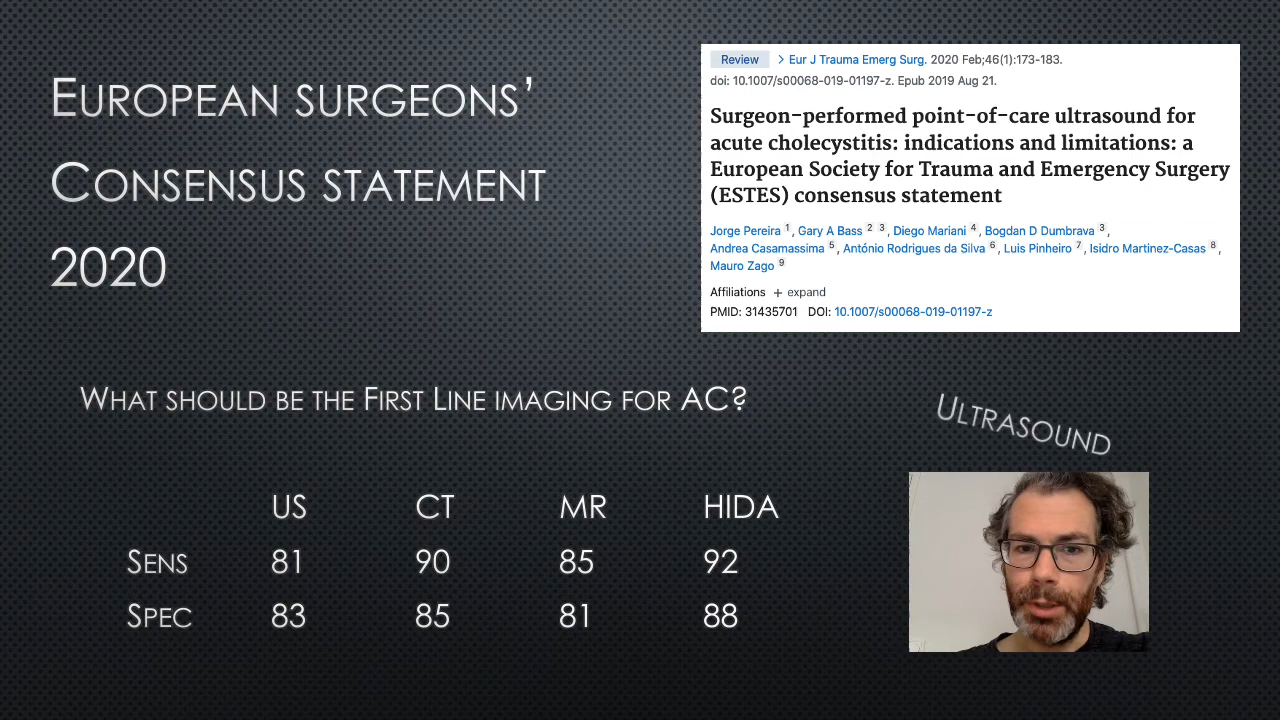 EUROPEAN SURGEONS’
CONSENSUS STATEMENT
2020
Review > Eur J Trauma Emerg Surg. 2020 Feb;46(1):173-183.
doi: 10.1007/s00068-019-01197-z. Epub 2019 Aug 21.
Surgeon-performed point-of-care ultrasound for
acute cholecystitis: indications and limitations: a
European Society for Trauma and Emergency Surgery
(ESTES) consensus statement
Jorge Pereira 1, Gary A Bass 2 3, Diego Mariani 4, Bogdan D Dumbrava 3,
Andrea Casamassima 5, António Rodrigues da Silva 6, Luis Pinheiro 7, Isidro Martinez-Casas 8,
Mauro Zago 9
Affiliations + expand
PMID: 31435701 DOI: 10.1007/s00068-019-01197-z
WHAT SHOULD BE THE FIRST LINE IMAGING FOR AC?
ULTRASOUND
US CT MR HIDA
SENS 81 90 85 92
SPEC 83 85 81 88